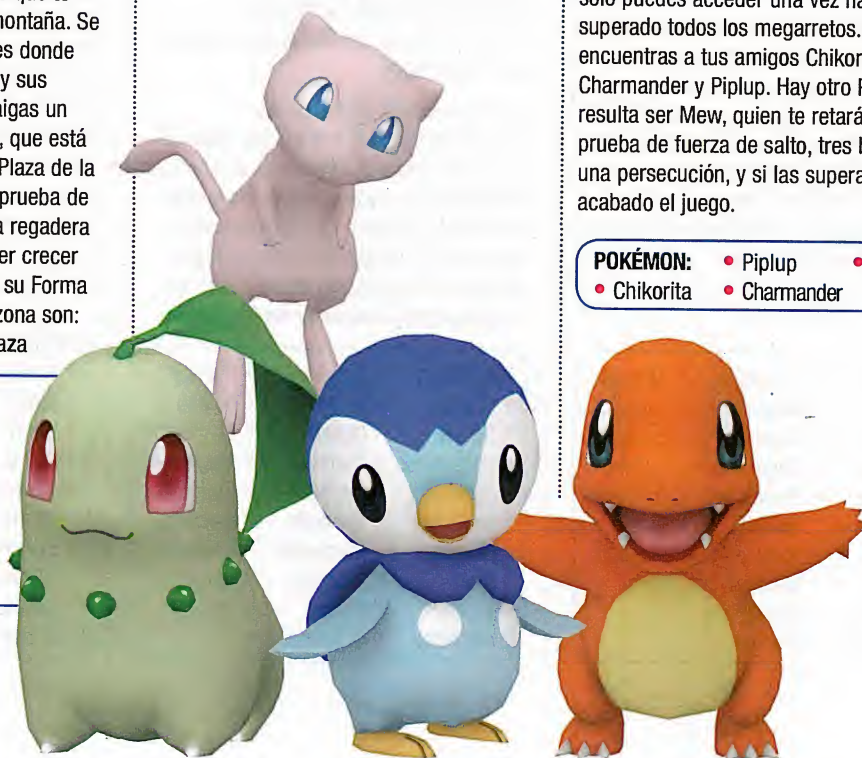 montaña. Se
es donde
y sus
aigas un
, que está
Plaza de la
prueba de
a regadera
er crecer
su Forma
zona son:
aza
superado todos los megarretos.
encuentras a tus amigos Chikor
Charmander y Piplup. Hay otro
resulta ser Mew, quien te retará
prueba de fuerza de salto, tres
una persecución, y si las supera
acabado el juego.
POKÉMON: • Piplup •
• Chikorita • Charmander